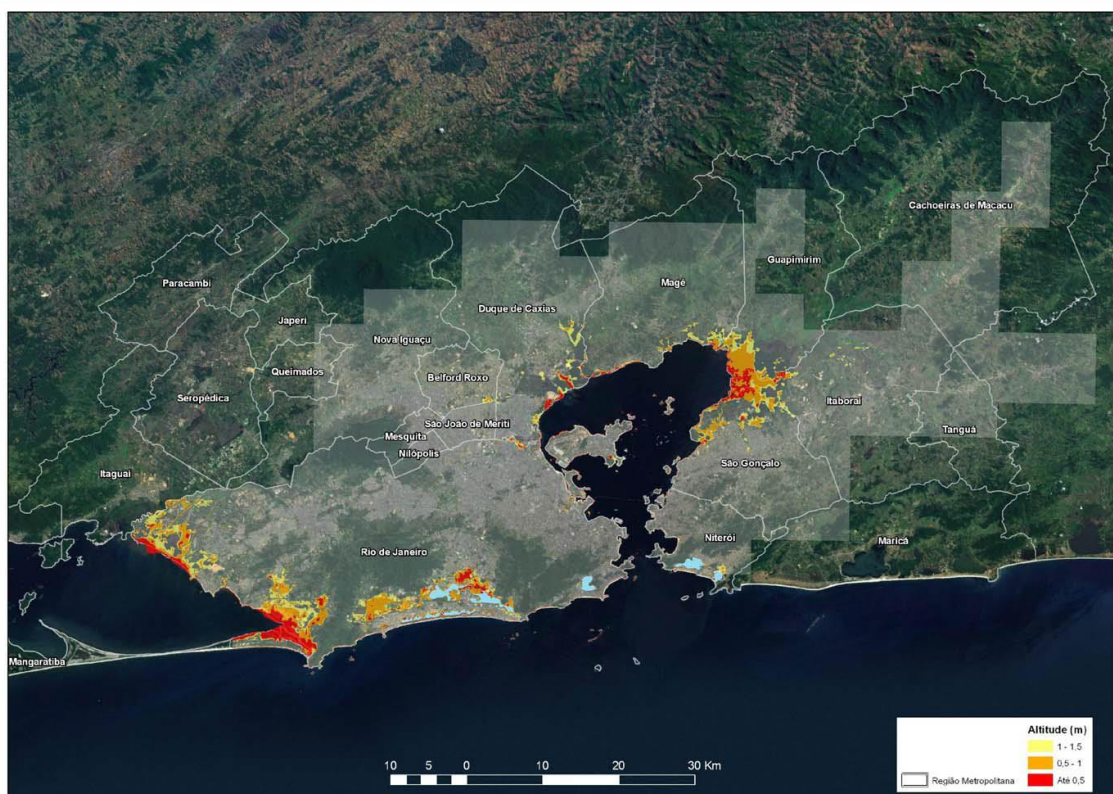 Cachoeiras de Macacu
Guapimirim
Paracambi
Magé
Duque de Caxias
Japeri
Nova Iguaçu
Queimados
Belford Roxo
Seropédica
Itaboraí
São João de Meriti
Tanguá
Mesquita
Nilópolis
São Gonçalo
Itaguaí
Niterói
Maricá
Rio de Janeiro
Mangaratiba
10 5 0 10 20 30 Km
Altitude (m)
1 - 1,5
0,5 - 1
Região Metropolitana
Até 0,5